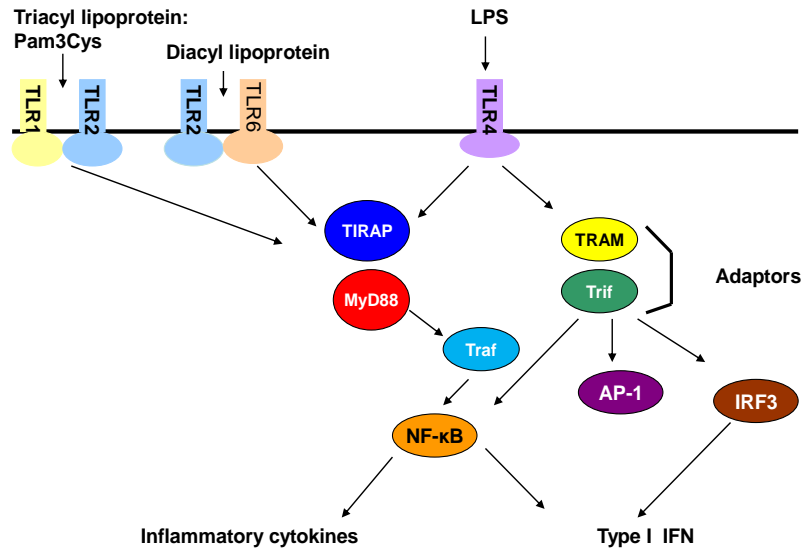 Triacyl lipoprotein:
Pam3Cys
Diacyl lipoprotein
LPS
TLR1
TLR2
TLR2
TLR6
TLR4
TIRAP
TRAM
MyD88
Trif
Adaptors
Traf
AP-1
IRF3
NF-κB
Inflammatory cytokines
Type I IFN